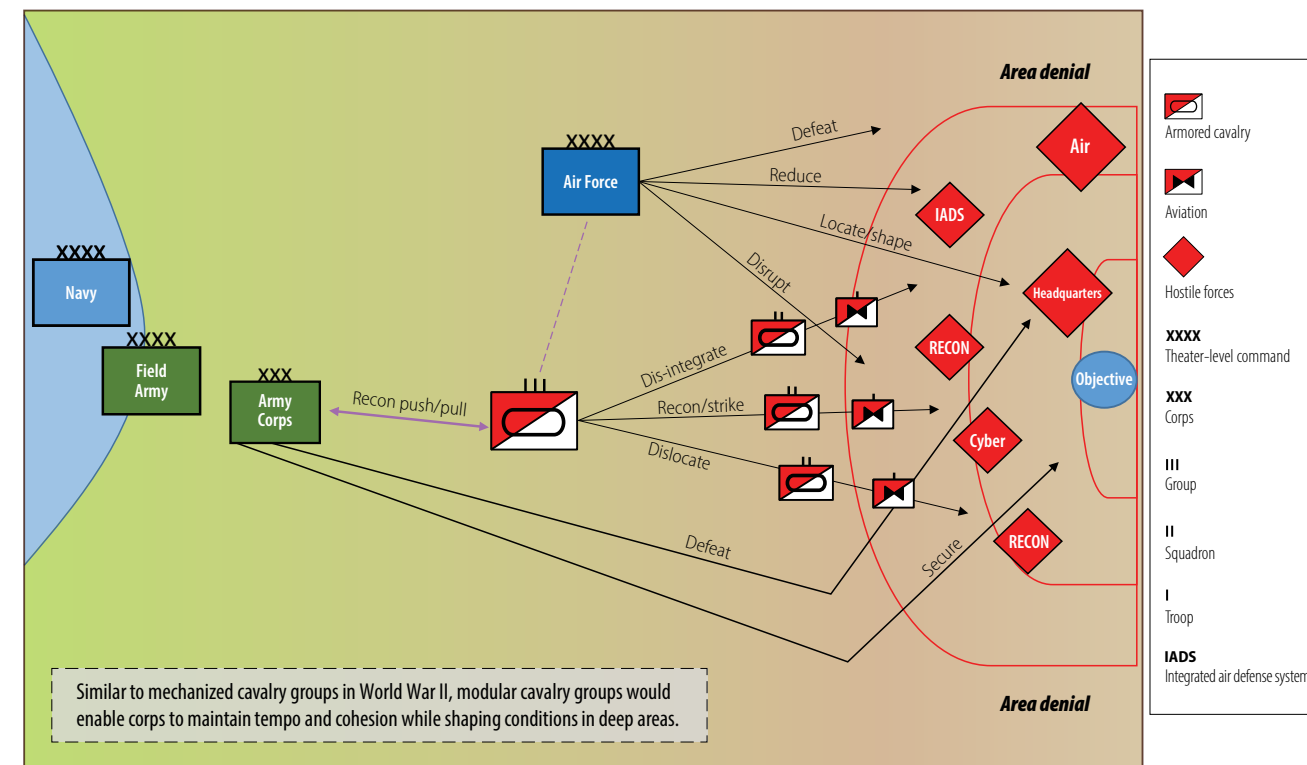 Area denial
XXXX
Air Force
Defeat
Reduce
Locate/shape
Disrupt
Air
IADS
XXXX
Navy
Headquarters
XXXX
Field
Army
XXX
Army
Corps
Recon push/pull
III
Dis-integrate
II
I
Recon/strike
II
I
Dislocate
II
I
RECON
Objective
Cyber
RECON
Defeat
Secure
Area denial
Similar to mechanized cavalry groups in World War II, modular cavalry groups would
enable corps to maintain tempo and cohesion while shaping conditions in deep areas.
Armored cavalry
Aviation
Hostile forces
XXXX
Theater-level command
XXX
Corps
III
Group
II
Squadron
I
Troop
IADS
Integrated air defense system